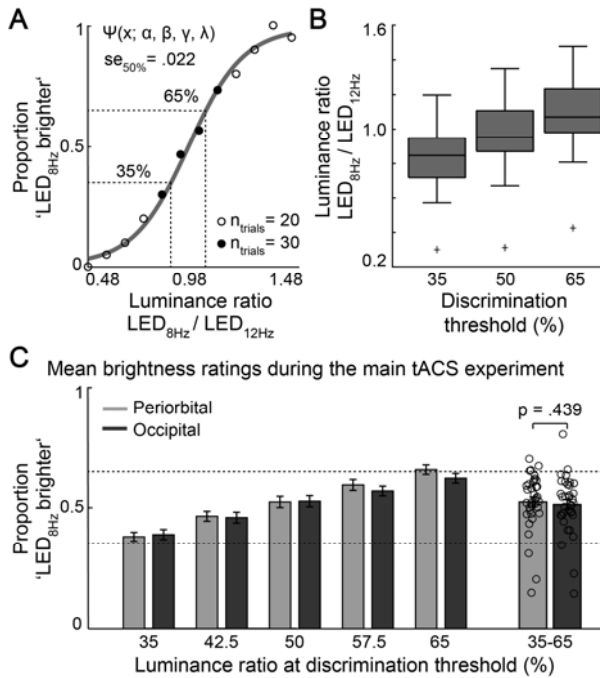 A
Ψ(x; α, β, γ, λ)
se50% = .022
65%
35%
ntrials = 20
ntrials = 30
1
0.5
0
0.48
0.98
1.48
Proportion
'LED8Hz brighter'
Luminance ratio
LED8Hz / LED12Hz
B
1.6
1.0
0.2
35
50
65
Luminance ratio
LED8Hz / LED12Hz
Discrimination
threshold (%)
C
Mean brightness ratings during the main tACS experiment
1
0.5
0
Periorbital
Occipital
p = .439
Proportion
'LED8Hz brighter'
35
42.5
50
57.5
65
35-65
Luminance ratio at discrimination threshold (%)